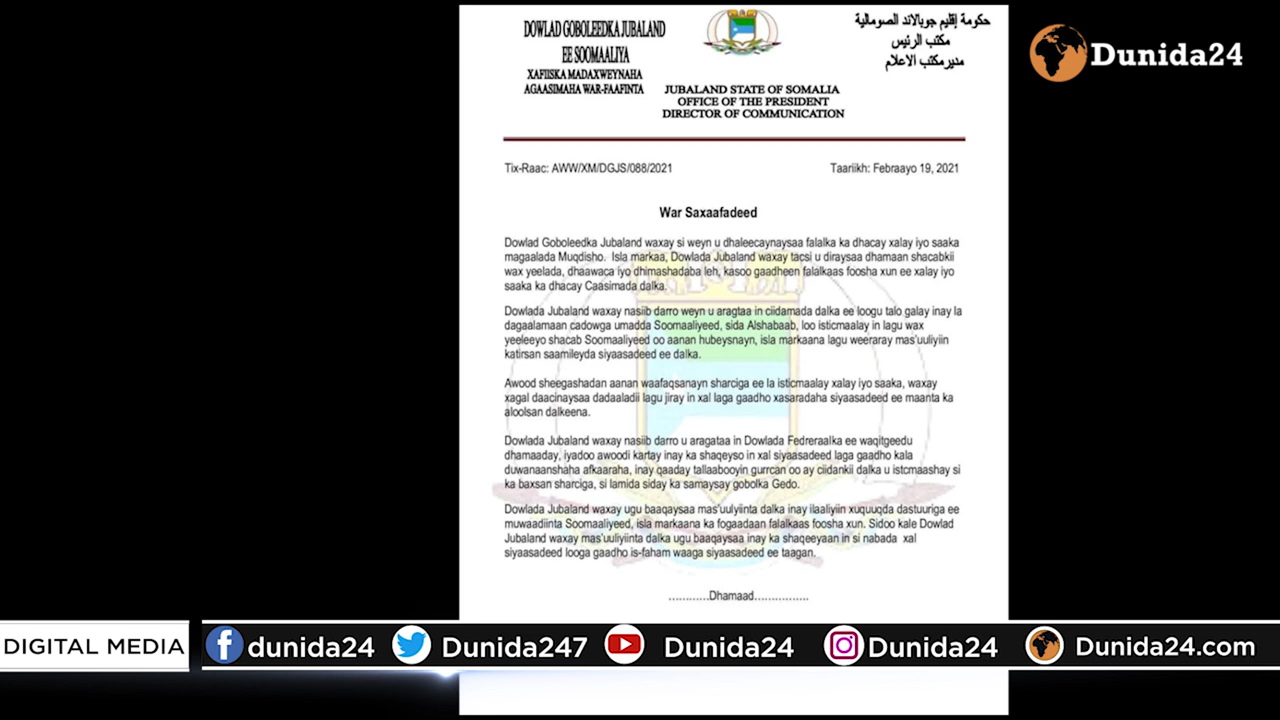 DOWLAD GOBOLEEDKA JUBALAND
EE SOOMAALIYA
XAFIISKA MADAXWEYNAHA
AGAASIMAHA WAR-FAAFINTA
حكومة إقليم جوبالاند الصومالية
مكتب الرئيس
مدير مكتب الاعلام
JUBALAND STATE OF SOMALIA
OFFICE OF THE PRESIDENT
DIRECTOR OF COMMUNICATION
Dunida24
Tix-Raac: AWW/XM/DGJS/088/2021
Taariikh: Febraayo 19, 2021
War Saxaafadeed
Dowlad Goboleedka Jubaland waxay si weyn u dhaleecaynaysaa falalka ka dhacay xalay iyo saaka
magaalada Muqdisho. Isla markaa, Dowlada Jubaland waxay tacsi u diraysaa dhamaan shacabkii
wax yeelada, dhaawaca iyo dhimashadaba leh, kasoo gaadheen falalkaas foosha xun ee xalay iyo
saaka ka dhacay Caasimada dalka.
Dowlada Jubaland waxay nasiib darro weyn u aragtaa in ciidamada dalka ee loogu talo galay inay la
dagaalamaan cadowga umadda Soomaaliyeed, sida Alshabaab, loo isticmaalay in lagu wax
yeeleeyo shacab Soomaaliyeed oo aanan hubeysnayn, isla markaana lagu weeraray mas'uuliyiin
katirsan saamileyda siyaasadeed ee dalka.
Awood sheegashadan aanan waafaqsanayn sharciga ee la isticmaalay xalay iyo saaka, waxay
xagal daacinaysaa dadaaladii lagu jiray in xal laga gaadho xasaradaha siyaasadeed ee maanta ka
aloolsan dalkeena.
Dowlada Jubaland waxay nasiib darro u aragataa in Dowlada Fedreraalka ee waqitgeedu
dhamaaday, iyadoo awoodi kartay inay ka shaqeyso in xal siyaasadeed laga gaadho kala
duwanaanshaha afkaaraha, inay qaaday tallaabooyin gurrcan oo ay ciidankii dalka u istcmaashay si
ka baxsan sharciga, si lamida siday ka samaysay gobolka Gedo.
Dowlada Jubaland waxay ugu baaqaysaa mas'uulyiinta dalka inay ilaaliyiin xuquuqda dastuuriga ee
muwaadiinta Soomaaliyeed, isla markaana ka fogaadaan falalkaas foosha xun. Sidoo kale Dowlad
Jubaland waxay mas'uuliyiinta dalka ugu baaqaysaa inay ka shaqeeyaan in si nabada xal
siyaasadeed looga gaadho is-faham waaga siyaasadeed ee taagan.
…………Dhamaad……………
DIGITAL MEDIA
dunida24
Dunida247
Dunida24
Dunida24
Dunida24.com